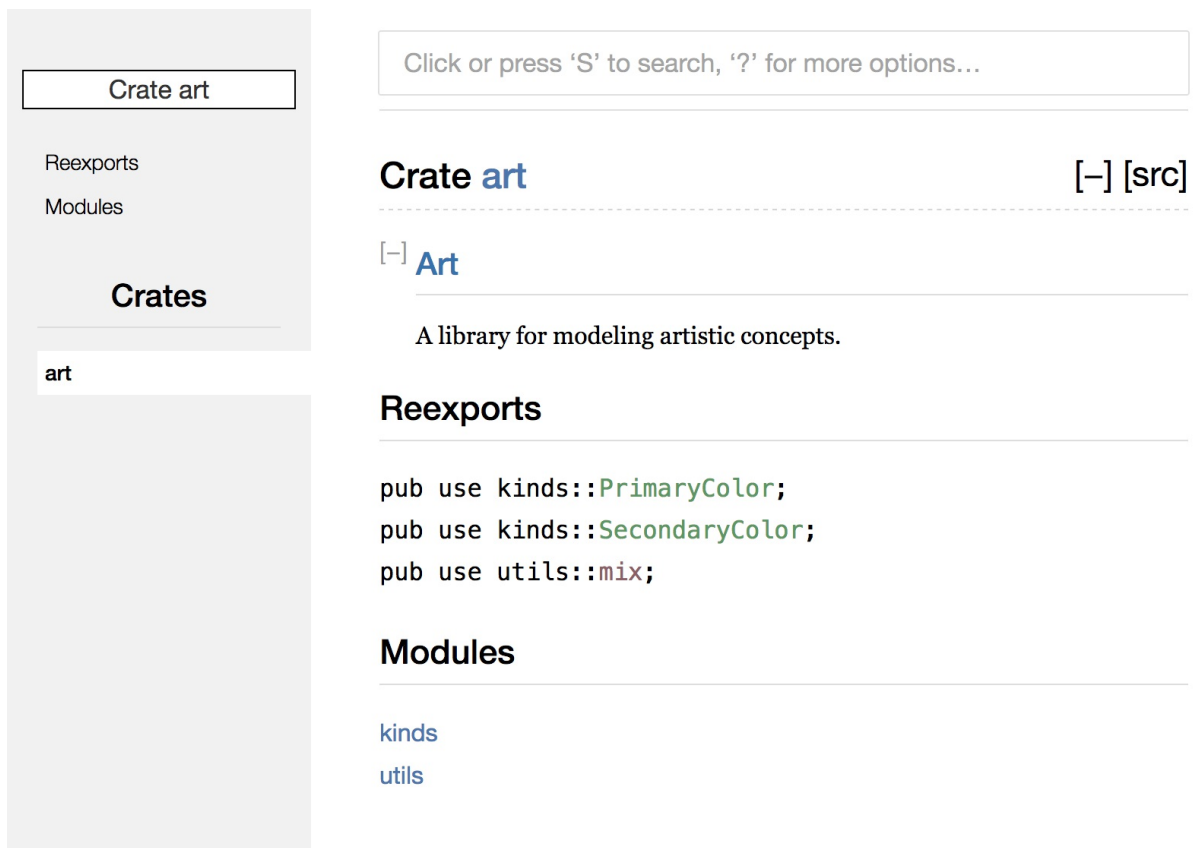 Crate art
Reexports
Modules
Crates
art
Click or press ‘S’ to search, ‘?’ for more options…
Crate art [−] [src]
[−] Art
A library for modeling artistic concepts.
Reexports
pub use kinds::PrimaryColor;
pub use kinds::SecondaryColor;
pub use utils::mix;
Modules
kinds
utils